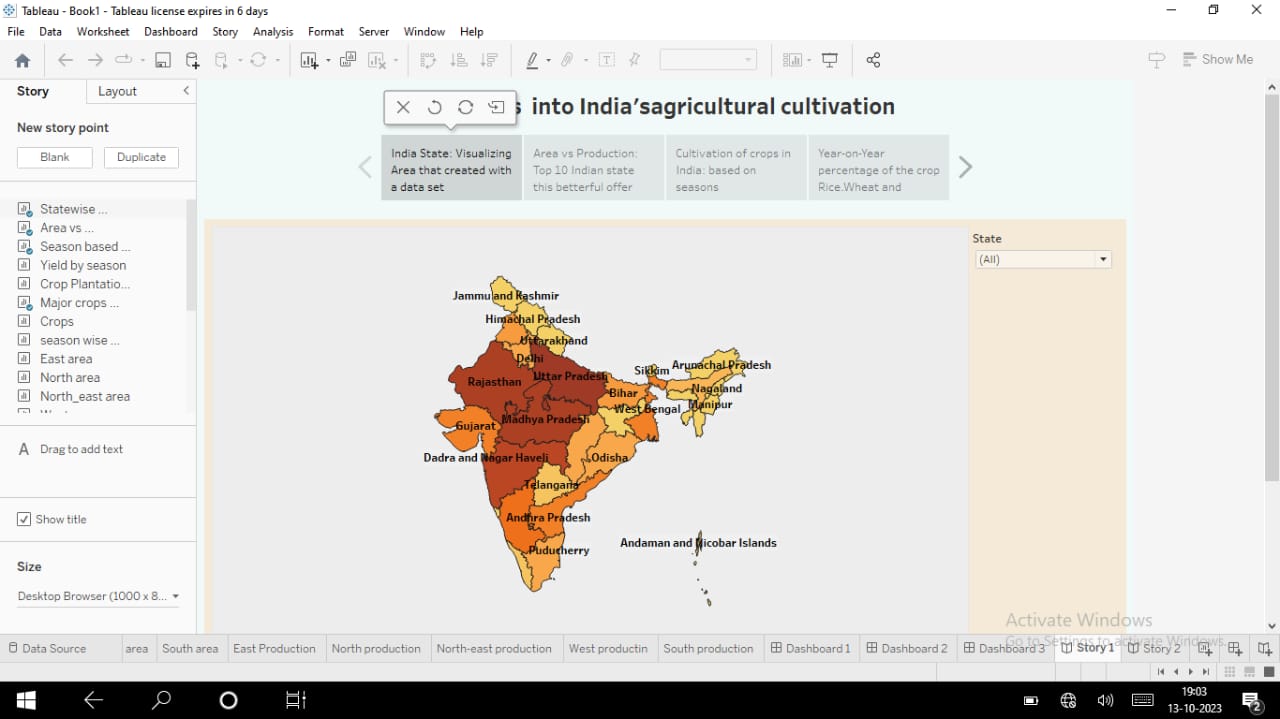 Tableau - Book1 - Tableau license expires in 6 days
File Data Worksheet Dashboard Story Analysis Format Server Window Help
Show Me
Story Layout
New story point
Blank Duplicate
Statewise ...
Area vs ...
Season based ...
Yield by season
Crop Plantatio...
Major crops ...
Crops
season wise ...
East area
North area
North_east area
A Drag to add text
Show title
Size
Desktop Browser (1000 x 8...
into India'sagricultural cultivation
India State: Visualizing
Area that created with
a data set
Area vs Production:
Top 10 Indian state
this betterful offer
Cultivation of crops in
India: based on
seasons
Year-on-Year
percentage of the crop
Rice.Wheat and
State
(All)
Jammu and Kashmir
Himachal Pradesh
Uttarakhand
Delhi
Sikkim
Arunachal Pradesh
Rajasthan
Uttar Pradesh
Nagaland
Bihar
Manipur
West Bengal
Madhya Pradesh
Gujarat
Dadra and Nagar Haveli
Odisha
Telangana
Andhra Pradesh
Andaman and Nicobar Islands
Puducherry
Activate Windows
Go to Settings to activate Windows.
Data Source area South area East Production North production North-east production West productin South production Dashboard 1 Dashboard 2 Dashboard 3 Story 1 Story 2
19:03
13-10-2023
2